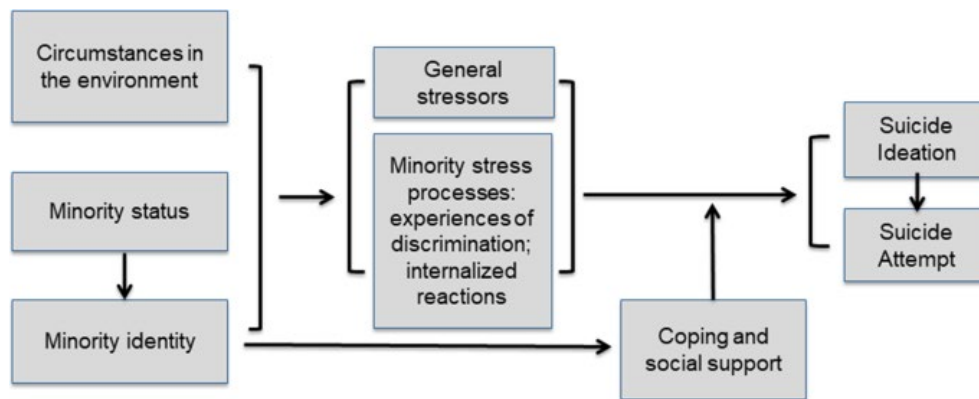 Circumstances in
the environment
Minority status
Minority identity
General
stressors
Minority stress
processes:
experiences of
discrimination;
internalized
reactions
Coping and
social support
Suicide
Ideation
Suicide
Attempt